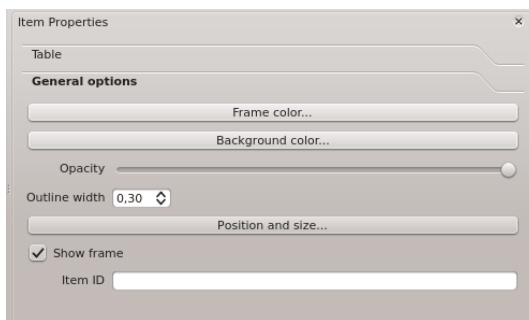 Item Properties
Table
General options
Frame color...
Background color...
Opacity
Outline width 0,30
Position and size...
Show frame
Item ID